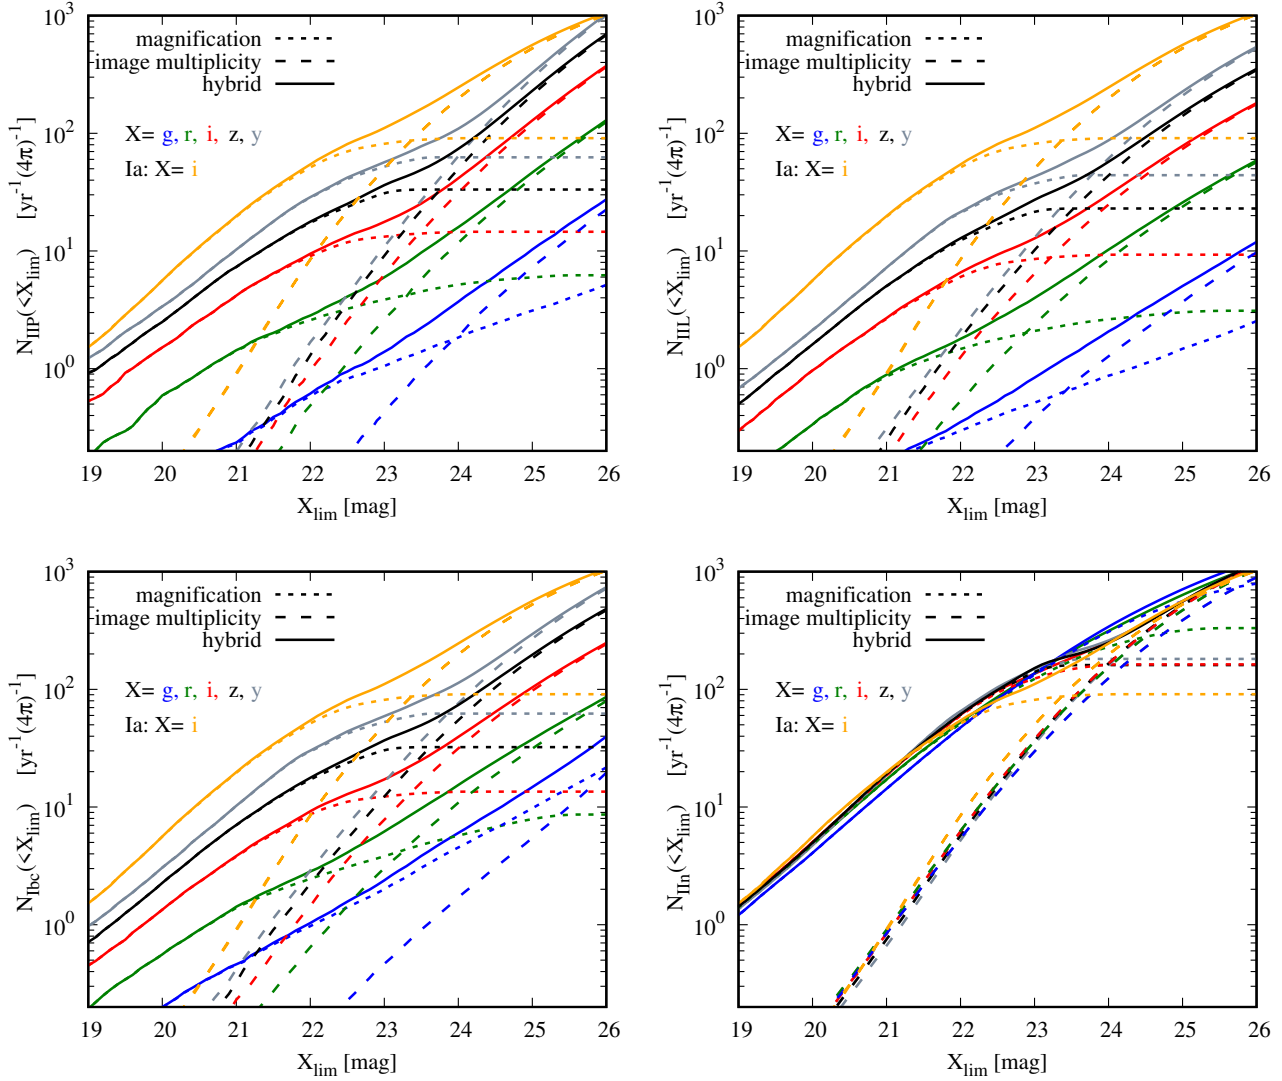 10³
10²
10¹
10⁰
N_IIP(<X_lim) [yr⁻¹(4π)⁻¹]
magnification
image multiplicity
hybrid
X= g, r, i, z, y
Ia: X= i
19 20 21 22 23 24 25 26
X_lim [mag]
10³
10²
10¹
10⁰
N_IIL(<X_lim) [yr⁻¹(4π)⁻¹]
magnification
image multiplicity
hybrid
X= g, r, i, z, y
Ia: X= i
19 20 21 22 23 24 25 26
X_lim [mag]
10³
10²
10¹
10⁰
N_Ibc(<X_lim) [yr⁻¹(4π)⁻¹]
magnification
image multiplicity
hybrid
X= g, r, i, z, y
Ia: X= i
19 20 21 22 23 24 25 26
X_lim [mag]
10³
10²
10¹
10⁰
N_IIn(<X_lim) [yr⁻¹(4π)⁻¹]
magnification
image multiplicity
hybrid
X= g, r, i, z, y
Ia: X= i
19 20 21 22 23 24 25 26
X_lim [mag]